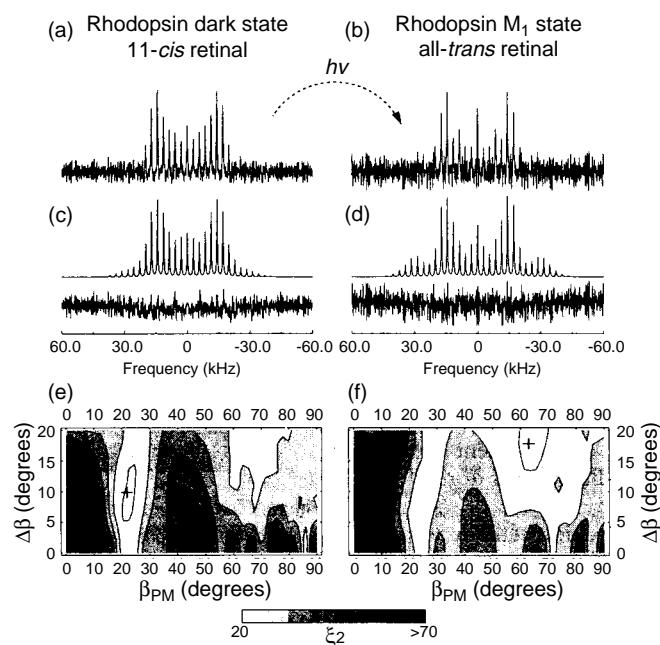 (a) Rhodopsin dark state
11-cis retinal
(b) Rhodopsin M1 state
all-trans retinal
hν
(c)
(d)
60.0 30.0 0 -30.0 -60.0
Frequency (kHz)
60.0 30.0 0 -30.0 -60.0
Frequency (kHz)
(e)
(f)
0 10 20 30 40 50 60 70 80 90
0 10 20 30 40 50 60 70 80 90
20
15
10
5
0
Δβ (degrees)
20
15
10
5
0
Δβ (degrees)
0 10 20 30 40 50 60 70 80 90
βPM (degrees)
0 10 20 30 40 50 60 70 80 90
βPM (degrees)
20 ξ2 >70